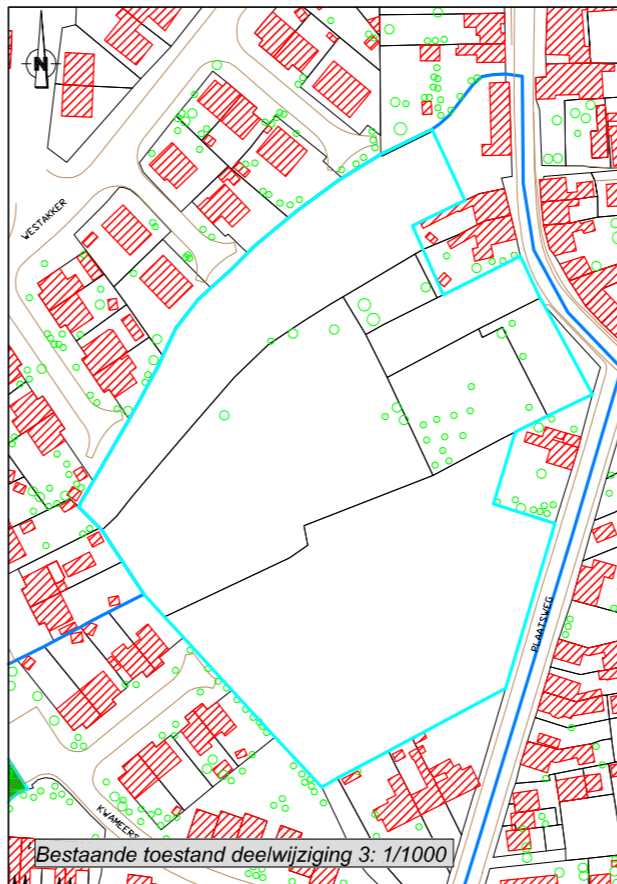 N
WESTAKKER
PLAATSWEG
KWAMEERS
Bestaande toestand deelwijziging 3: 1/1000